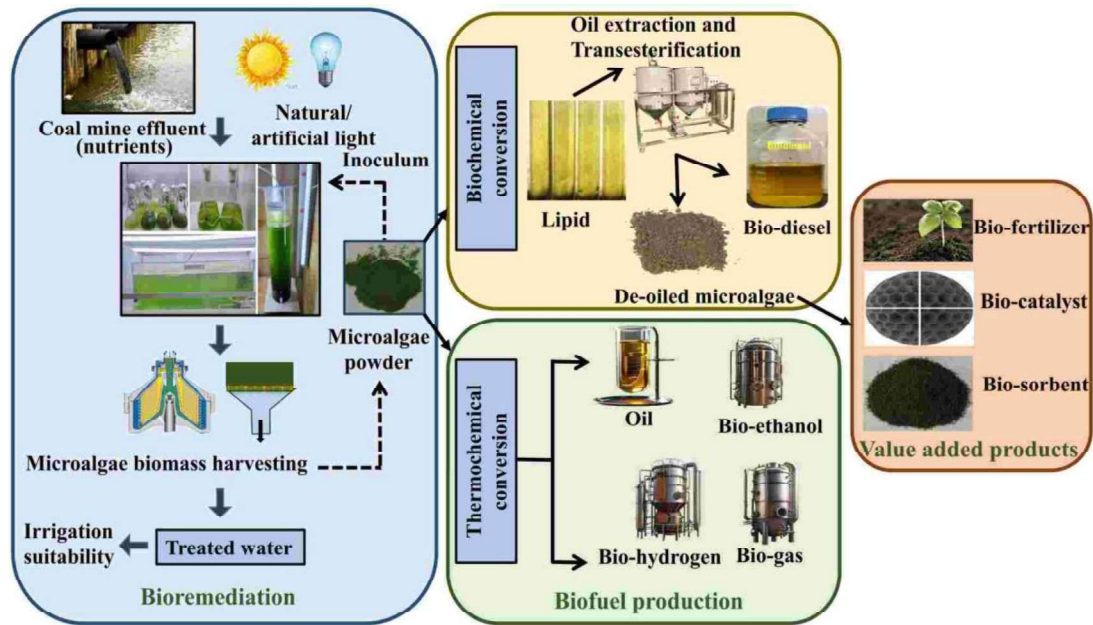 Coal mine effluent
(nutrients)
Natural/
artificial light
Inoculum
Microalgae
powder
Microalgae biomass harvesting
Irrigation
suitability
Treated water
Bioremediation
Biochemical
conversion
Oil extraction and
Transesterification
Lipid
Biodiesel
Bio-diesel
De-oiled microalgae
Thermochemical
conversion
Oil
Bio-ethanol
Bio-hydrogen
Bio-gas
Biofuel production
Bio-fertilizer
Bio-catalyst
Bio-sorbent
Value added products